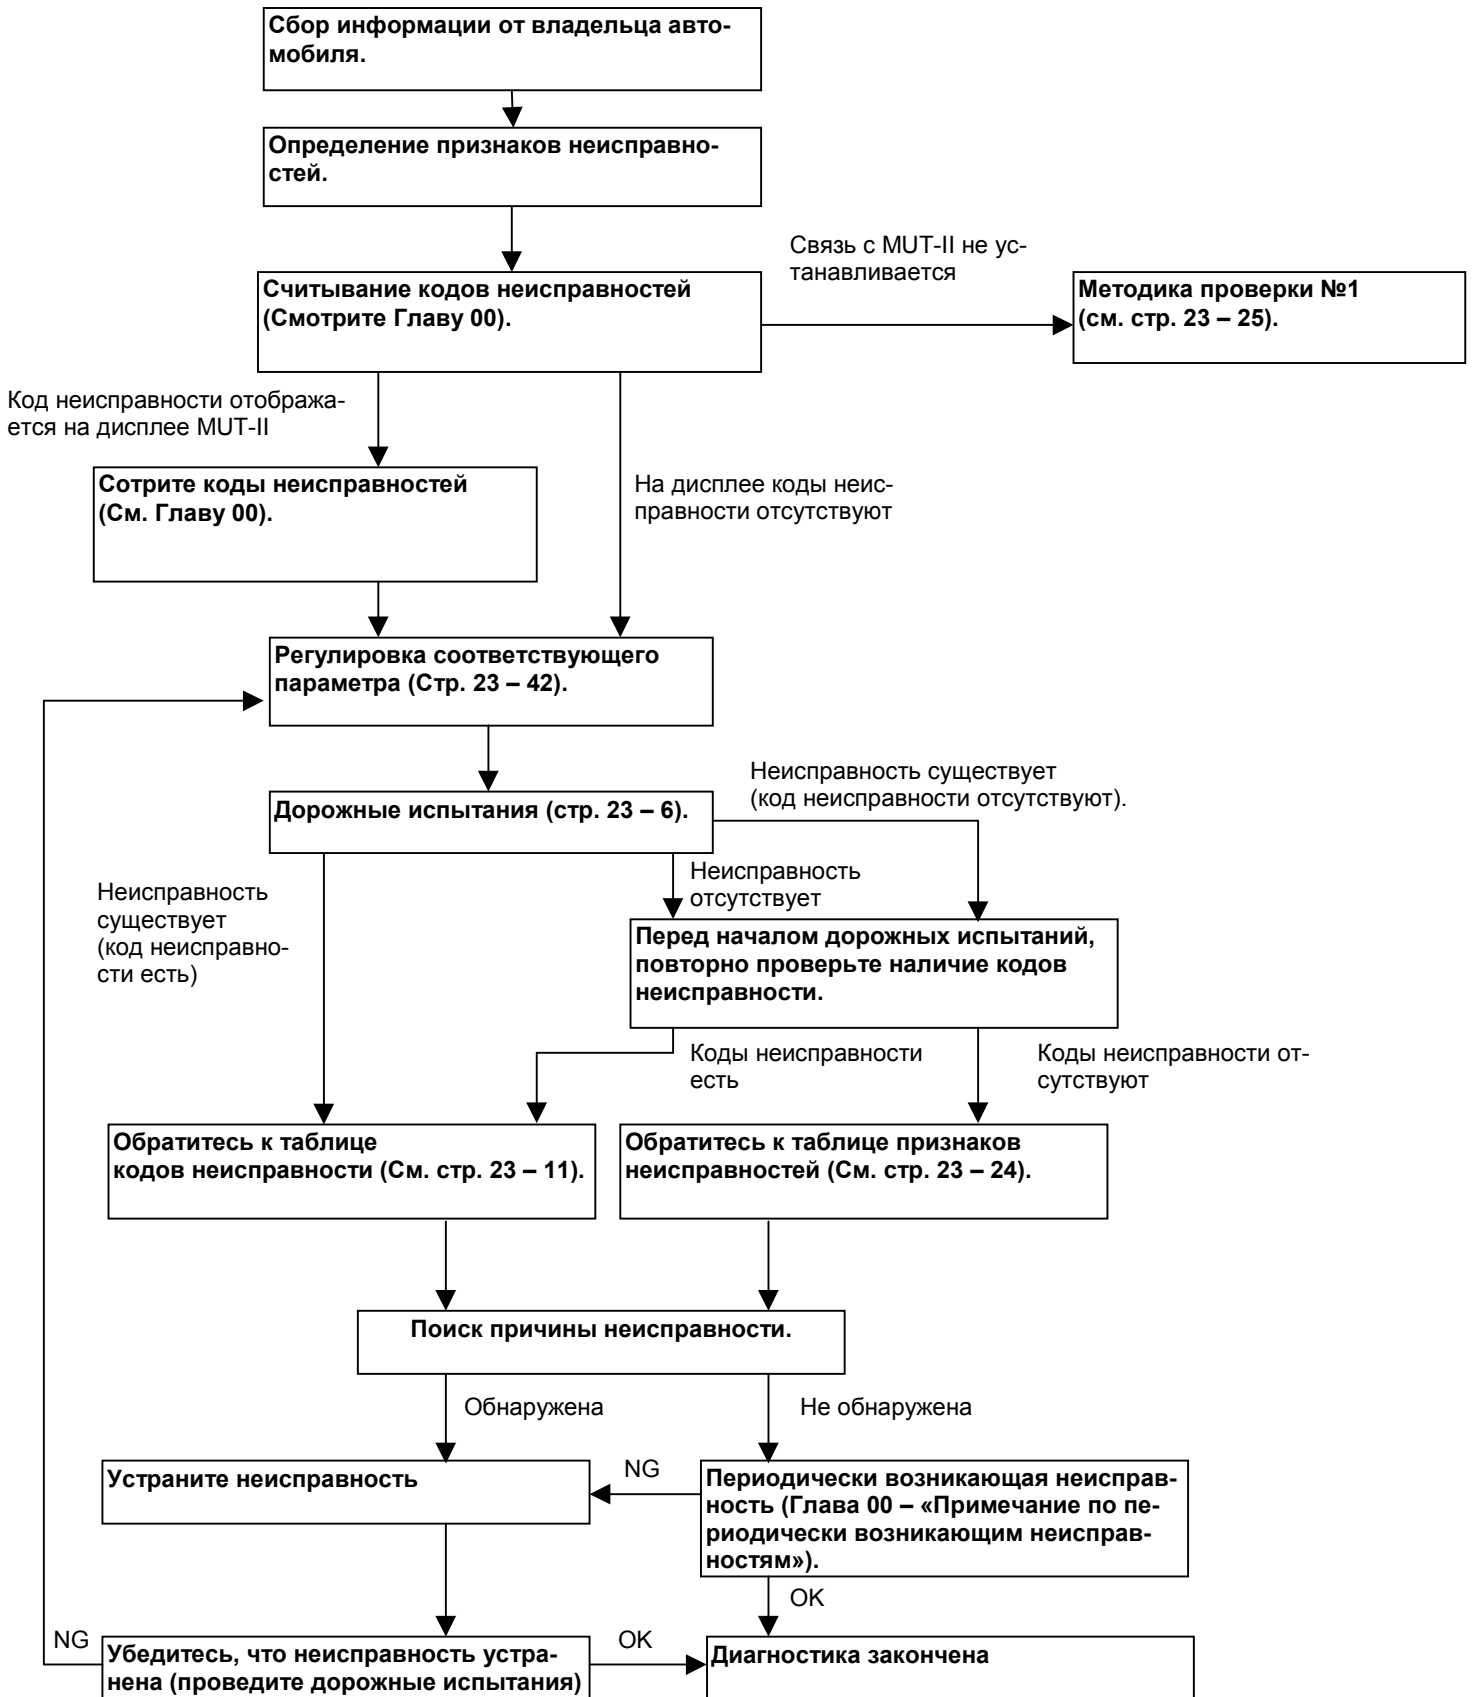 Сбор информации от владельца авто-
мобиля.
Определение признаков неисправно-
стей.
Связь с MUT-II не ус-
танавливается
Считывание кодов неисправностей
(Смотрите Главу 00).
Методика проверки №1
(см. стр. 23 – 25).
Код неисправности отобража-
ется на дисплее MUT-II
Сотрите коды неисправностей
(См. Главу 00).
На дисплее коды неис-
правности отсутствуют
Регулировка соответствующего
параметра (Стр. 23 – 42).
Неисправность существует
(код неисправности отсутствуют).
Дорожные испытания (стр. 23 – 6).
Неисправность
отсутствует
Неисправность
существует
(код неисправно-
сти есть)
Перед началом дорожных испытаний,
повторно проверьте наличие кодов
неисправности.
Коды неисправности
есть
Коды неисправности от-
сутствуют
Обратитесь к таблице
кодов неисправности (См. стр. 23 – 11).
Обратитесь к таблице признаков
неисправностей (См. стр. 23 – 24).
Поиск причины неисправности.
Обнаружена
Не обнаружена
Устраните неисправность
NG
Периодически возникающая неисправ-
ность (Глава 00 – «Примечание по пе-
риодически возникающим неисправ-
ностям»).
OK
NG
Убедитесь, что неисправность устра-
нена (проведите дорожные испытания)
OK
Диагностика закончена